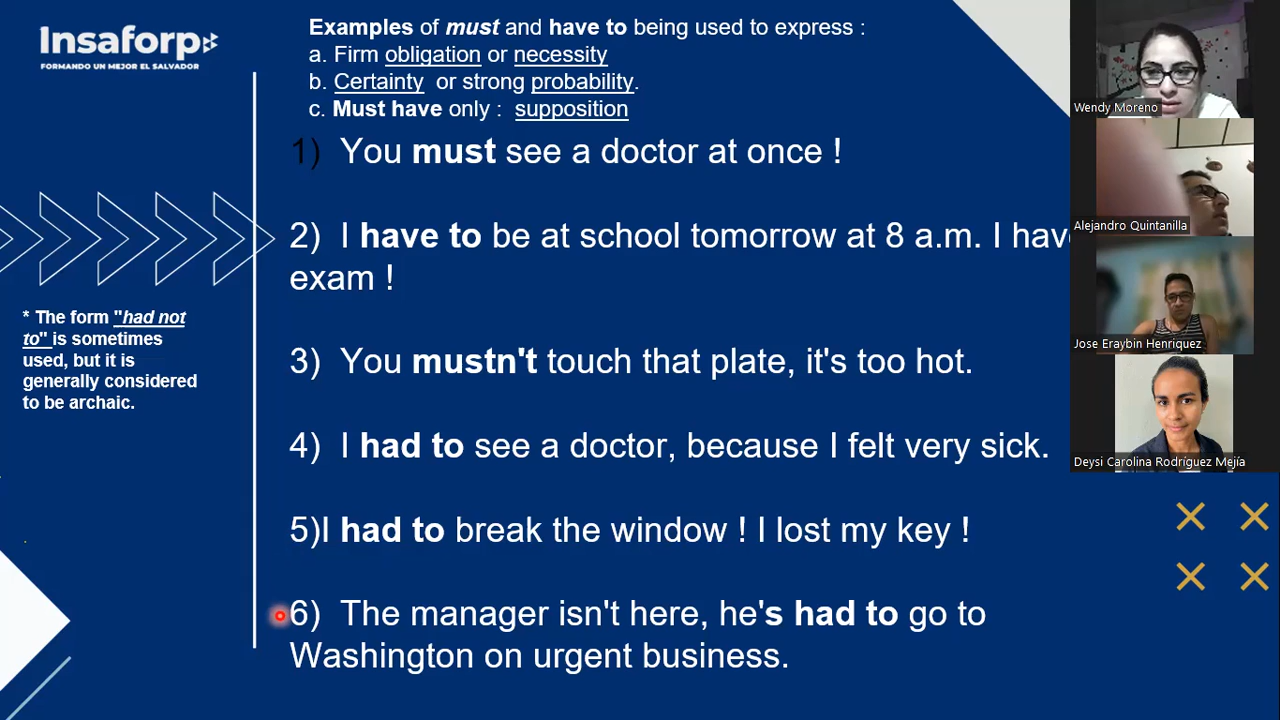 Insaforp
FORMANDO UN MEJOR EL SALVADOR
Examples of must and have to being used to express :
a. Firm obligation or necessity
b. Certainty or strong probability.
c. Must have only : supposition
1) You must see a doctor at once !
2) I have to be at school tomorrow at 8 a.m. I have
exam !
3) You mustn't touch that plate, it's too hot.
4) I had to see a doctor, because I felt very sick.
5)I had to break the window ! I lost my key !
6) The manager isn't here, he's had to go to
Washington on urgent business.
* The form "had not
to" is sometimes
used, but it is
generally considered
to be archaic.
Wendy Moreno
Alejandro Quintanilla
Jose Eraybin Henriquez
Deysi Carolina Rodríguez Mejía